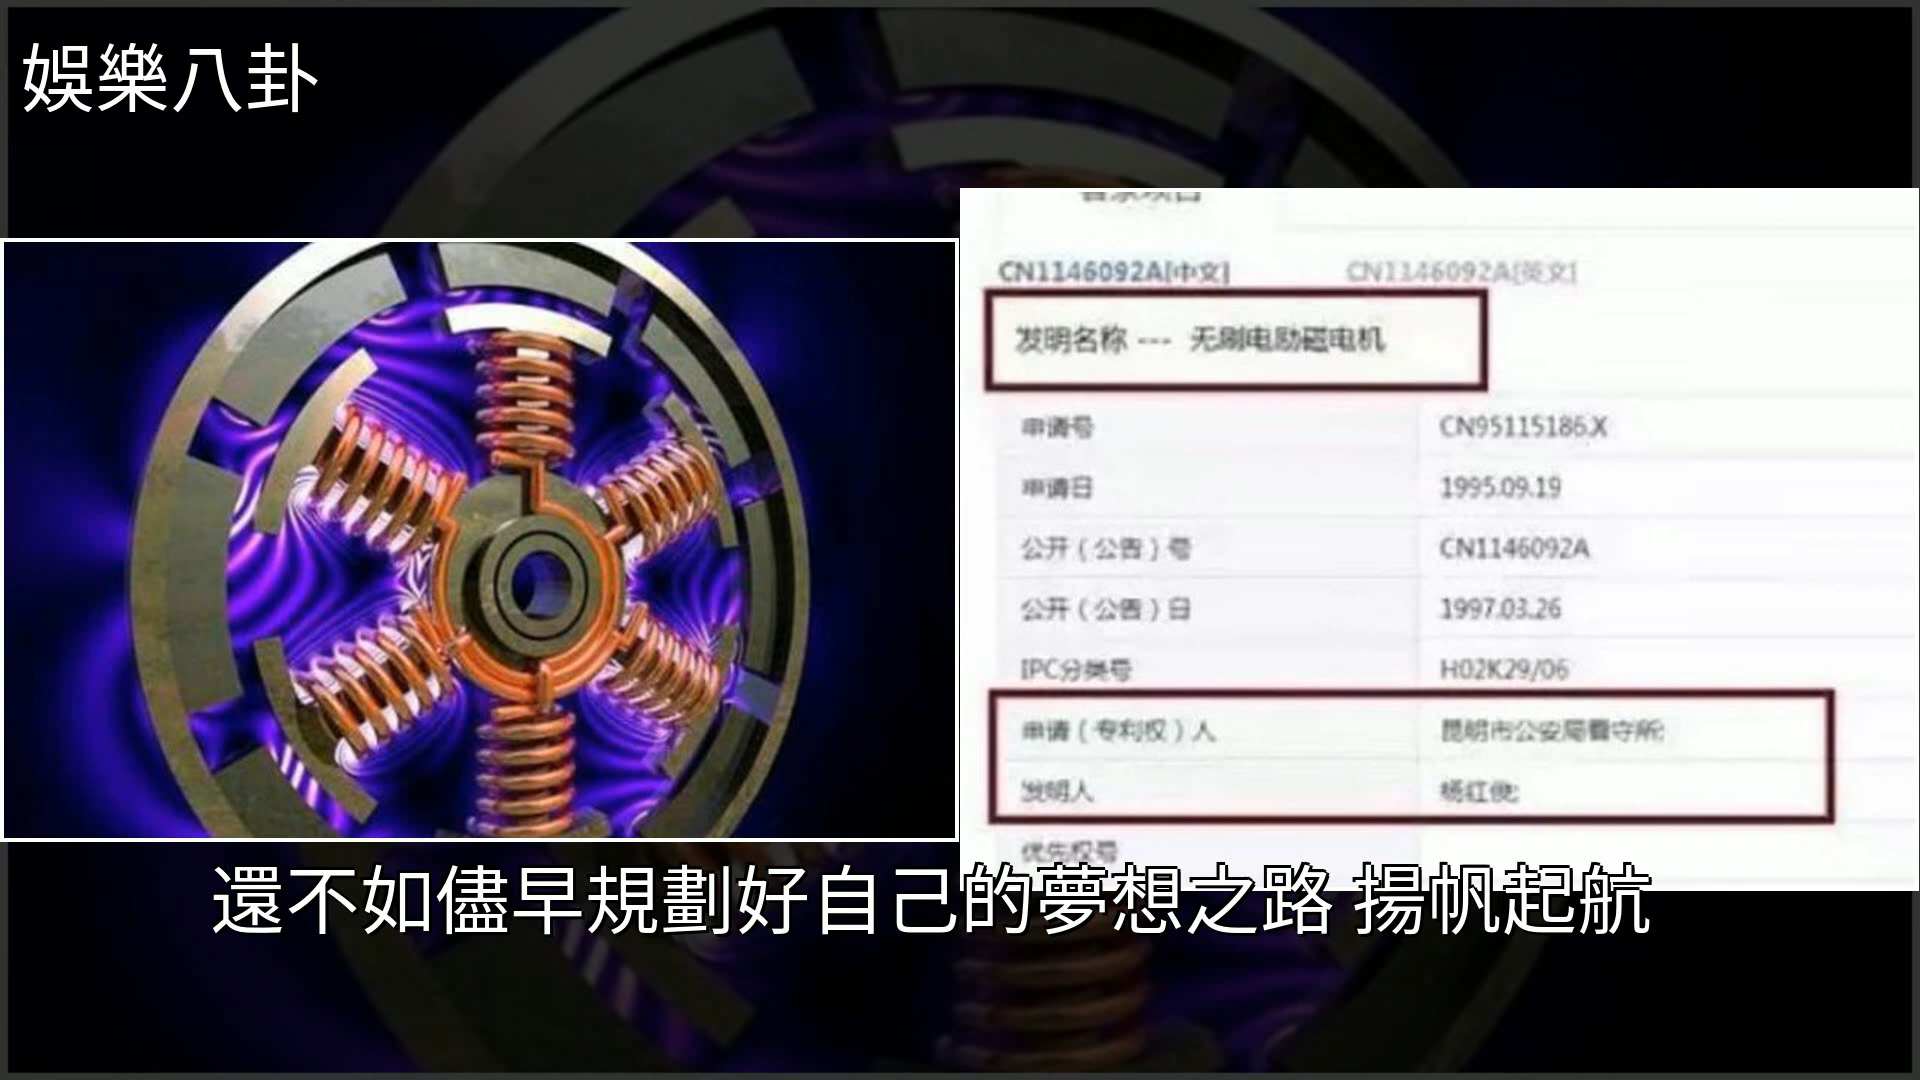 娛樂八卦
CN1146092A[中文] CN1146092A[英文]
发明名称 --- 无刷电励磁电机
申请号 CN95115186.X
申请日 1995.09.19
公开（公告）号 CN1146092A
公开（公告）日 1997.03.26
IPC分类号 H02K29/06
申请（专利权）人 昆明市公安局看守所;
发明人 杨红俊;
优先权号
還不如儘早規劃好自己的夢想之路 揚帆起航